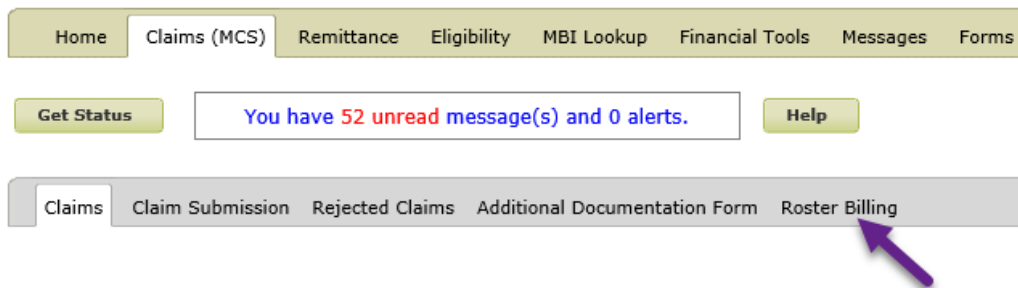 Home Claims (MCS) Remittance Eligibility MBI Lookup Financial Tools Messages Forms
Get Status You have 52 unread message(s) and 0 alerts. Help
Claims Claim Submission Rejected Claims Additional Documentation Form Roster Billing